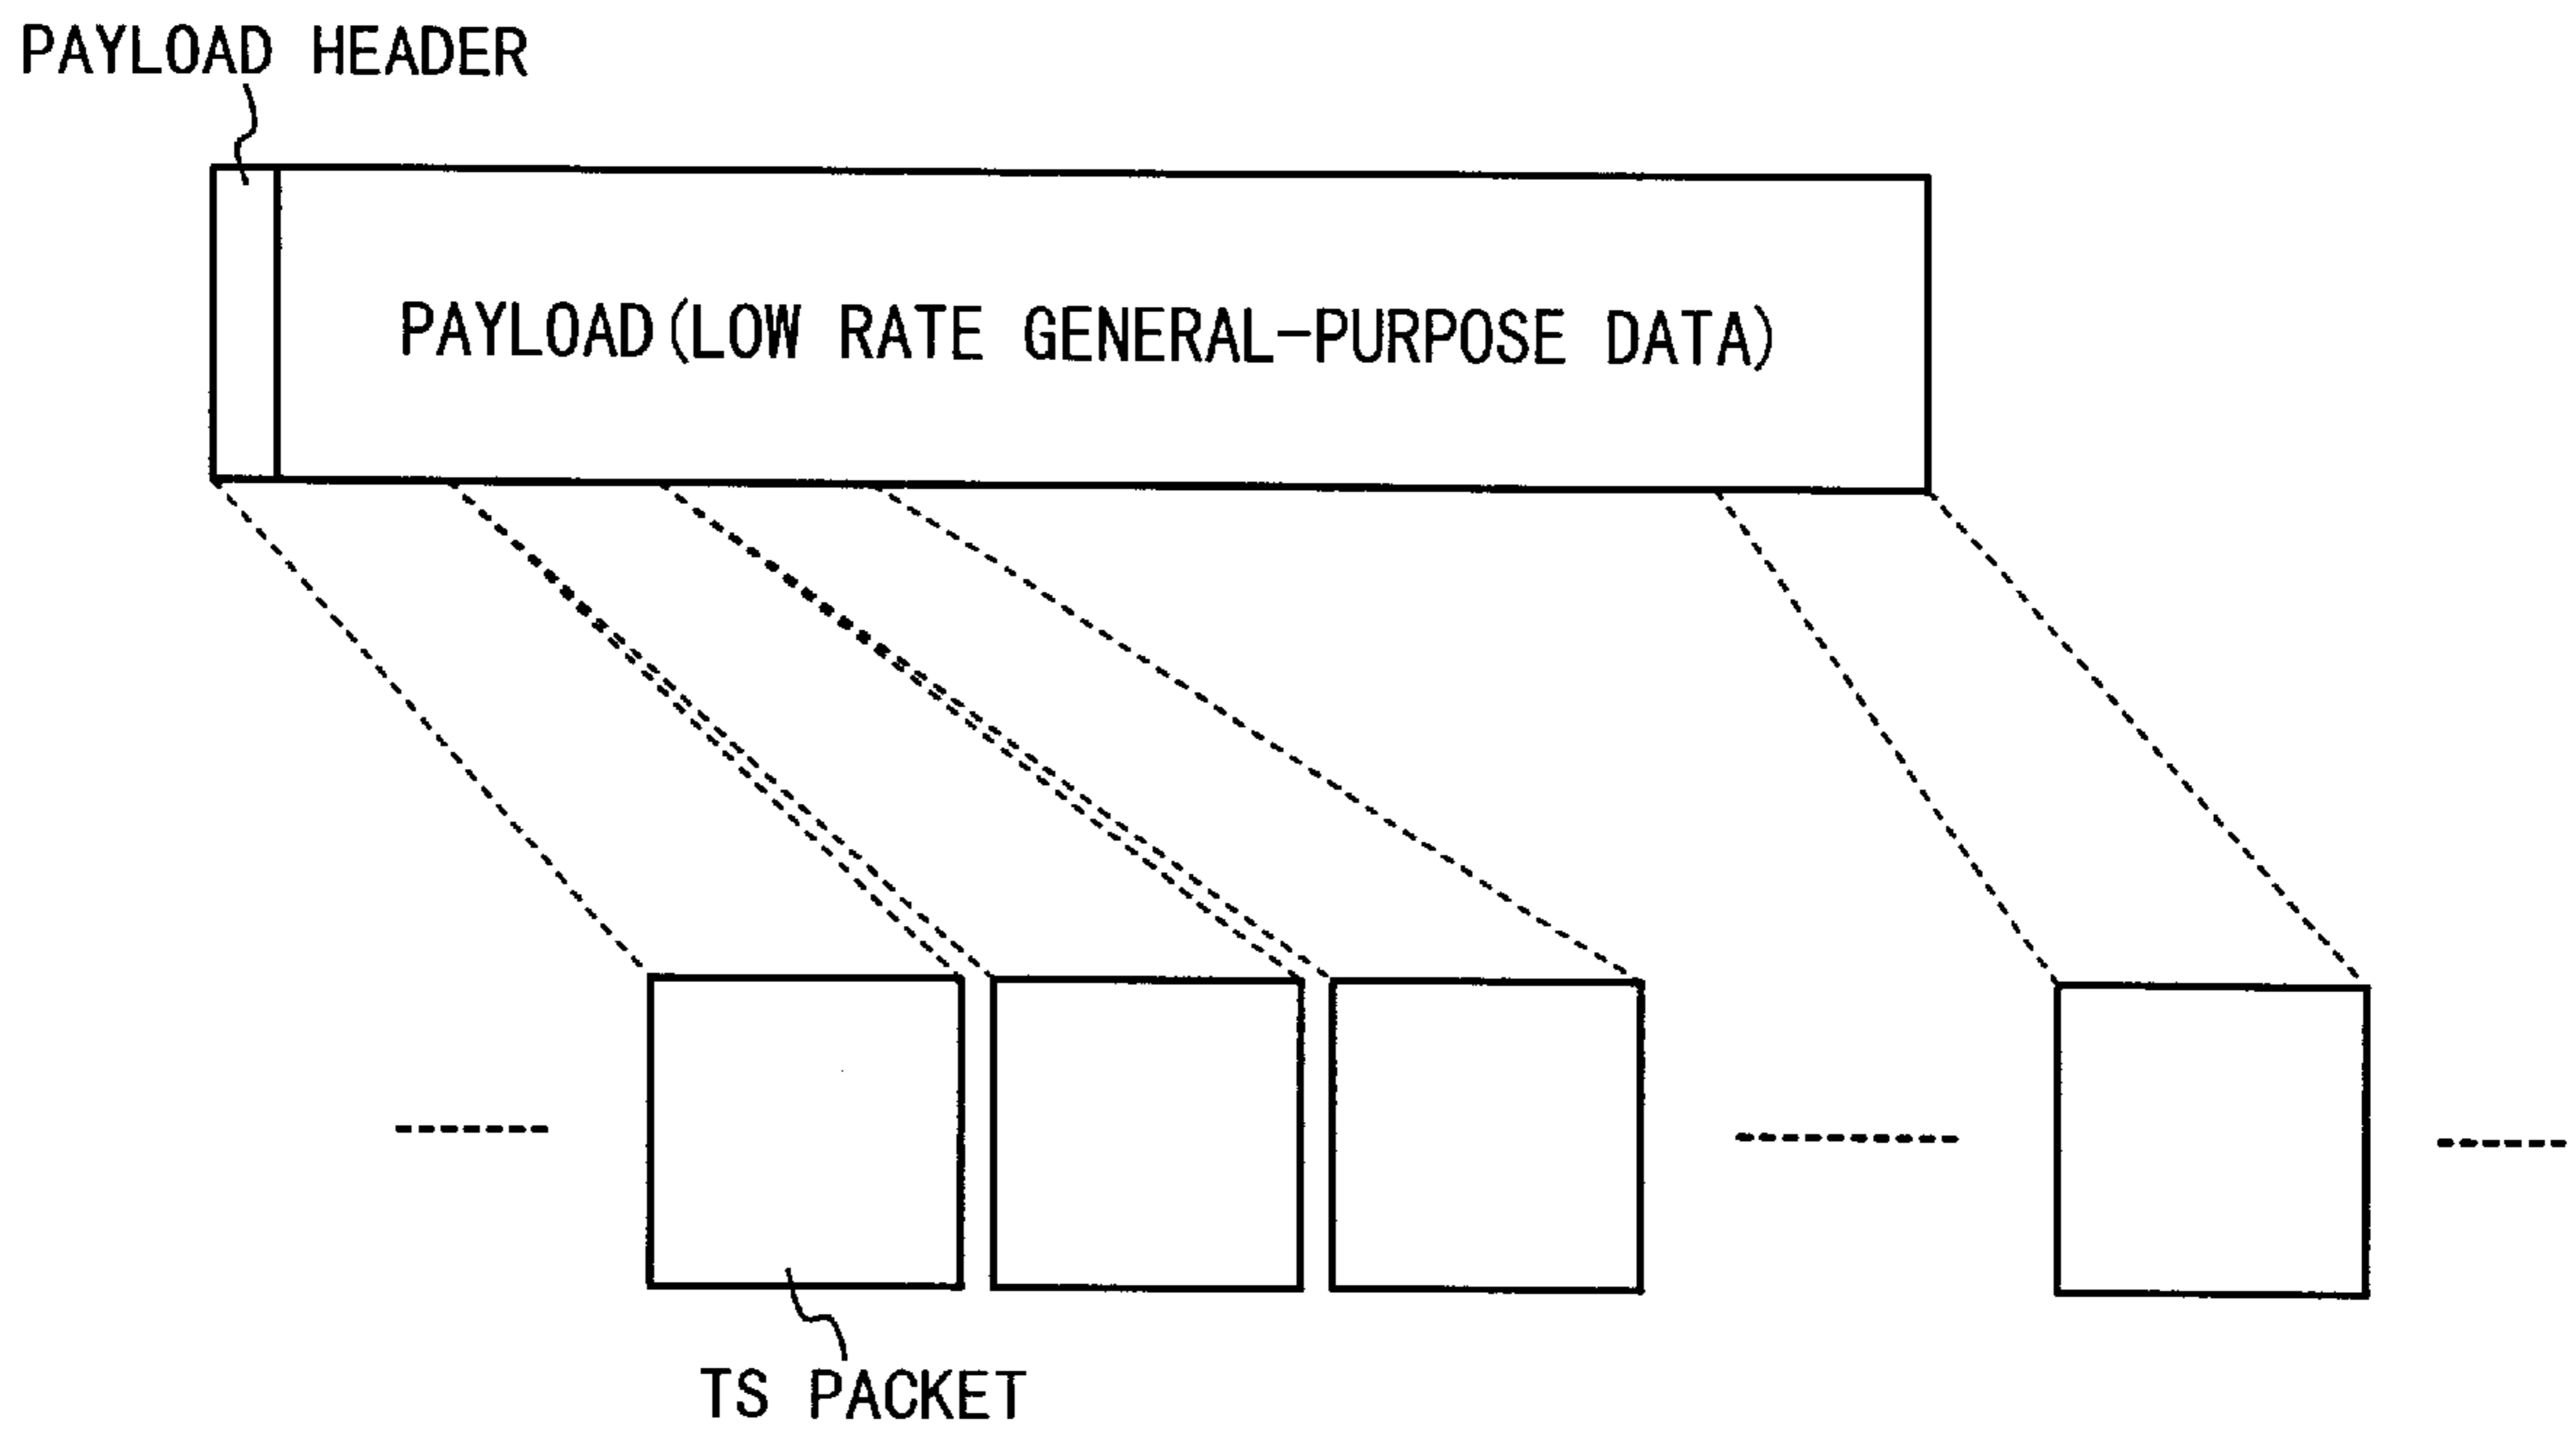 PAYLOAD HEADER
PAYLOAD(LOW RATE GENERAL-PURPOSE DATA)
TS PACKET